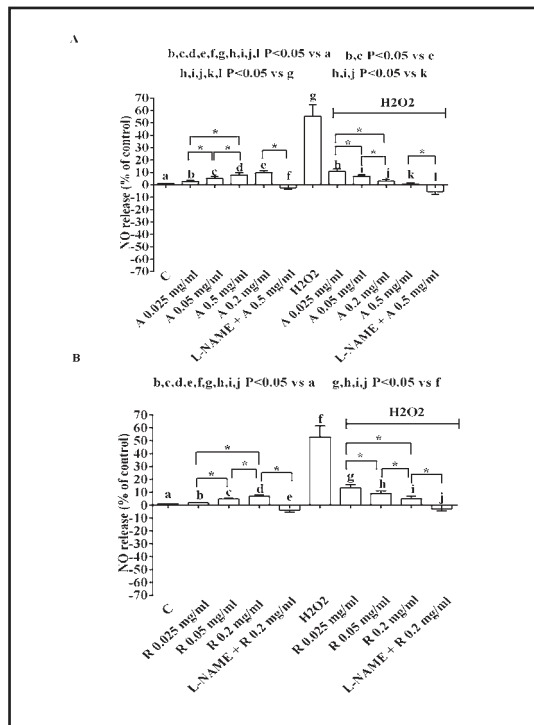 A
b,c,d,e,f,g,h,i,j,l P<0.05 vs a b,c P<0.05 vs e
h,i,j,k,l P<0.05 vs g h,i,j P<0.05 vs k
H2O2
NO release (% of control)
70
60
50
40
30
20
10
0
-10
-20
-30
-40
-50
-60
-70
a b c d e f g h i j k l
* * * * * * * *
C
A 0.025 mg/ml
A 0.05 mg/ml
A 0.5 mg/ml
A 0.2 mg/ml
L-NAME + A 0.5 mg/ml
H2O2
A 0.025 mg/ml
A 0.05 mg/ml
A 0.2 mg/ml
A 0.5 mg/ml
L-NAME + A 0.5 mg/ml
B
b,c,d,e,f,g,h,i,j P<0.05 vs a g,h,i,j P<0.05 vs f
H2O2
NO release (% of control)
70
60
50
40
30
20
10
0
-10
-20
-30
-40
-50
-60
-70
a b c d e f g h i j
* * * * * * * *
C
R 0.025 mg/ml
R 0.05 mg/ml
R 0.2 mg/ml
L-NAME + R 0.2 mg/ml
H2O2
R 0.025 mg/ml
R 0.05 mg/ml
R 0.2 mg/ml
L-NAME + R 0.2 mg/ml